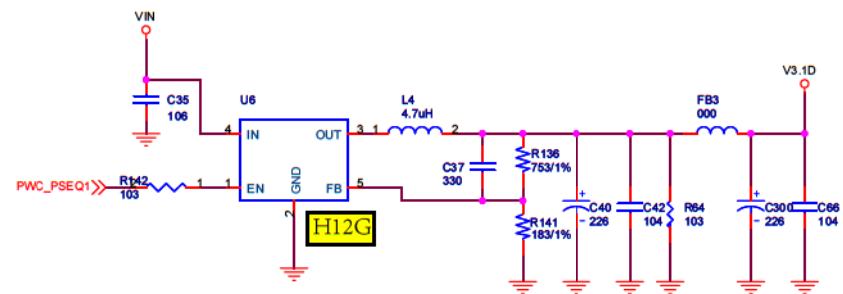 VIN
V3.1D
C35
106
U6
L4
4.7uH
FB3
000
4
IN
OUT
3
1
2
R136
753/1%
C37
330
PWC_PSEQ1
R142
103
2
1
1
EN
GND
FB
5
2
H12G
R141
183/1%
+
C40
226
C42
104
R64
103
+
C300
226
C66
104